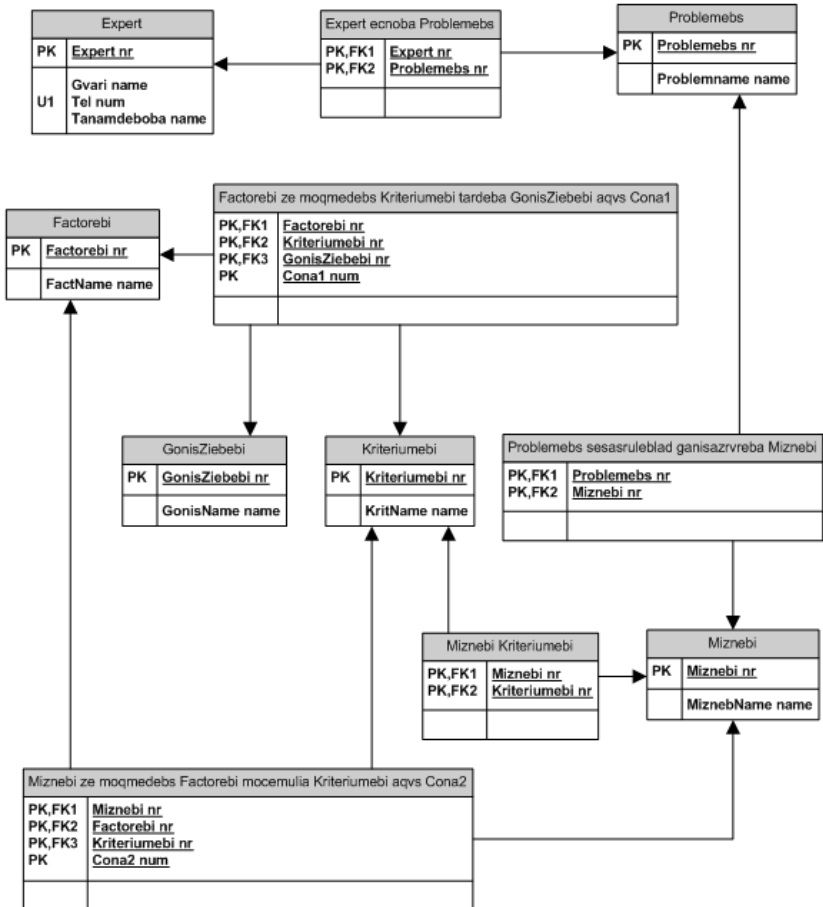 Expert
PK Expert nr
Gvari name
U1 Tel num
Tanamdeboba name
Expert ecnoba Problemebs
PK,FK1 Expert nr
PK,FK2 Problemebs nr
Problemebs
PK Problemebs nr
Problemname name
Factorebi ze moqmedebs Kriteriumebi tardeba GonisZiebebi aqvs Cona1
PK,FK1 Factorebi nr
PK,FK2 Kriteriumebi nr
PK,FK3 GonisZiebebi nr
PK Cona1 num
Factorebi
PK Factorebi nr
FactName name
GonisZiebebi
PK GonisZiebebi nr
GonisName name
Kriteriumebi
PK Kriteriumebi nr
KritName name
Problemebs sesasruleblad ganisazrvreba Miznebi
PK,FK1 Problemebs nr
PK,FK2 Miznebi nr
Miznebi Kriteriumebi
PK,FK1 Miznebi nr
PK,FK2 Kriteriumebi nr
Miznebi
PK Miznebi nr
MiznebName name
Miznebi ze moqmedebs Factorebi mocemulia Kriteriumebi aqvs Cona2
PK,FK1 Miznebi nr
PK,FK2 Factorebi nr
PK,FK3 Kriteriumebi nr
PK Cona2 num